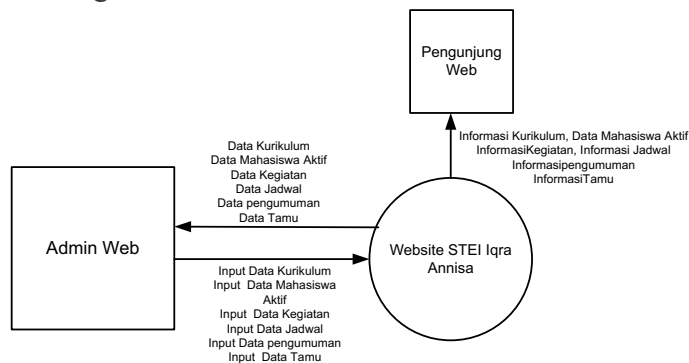 Pengunjung
Web
Informasi Kurikulum, Data Mahasiswa Aktif
InformasiKegiatan, Informasi Jadwal
Informasipengumuman
InformasiTamu
Data Kurikulum
Data Mahasiswa Aktif
Data Kegiatan
Data Jadwal
Data pengumuman
Data Tamu
Admin Web
Website STEI Iqra
Annisa
Input Data Kurikulum
Input Data Mahasiswa
Aktif
Input Data Kegiatan
Input Data Jadwal
Input Data pengumuman
Input Data Tamu